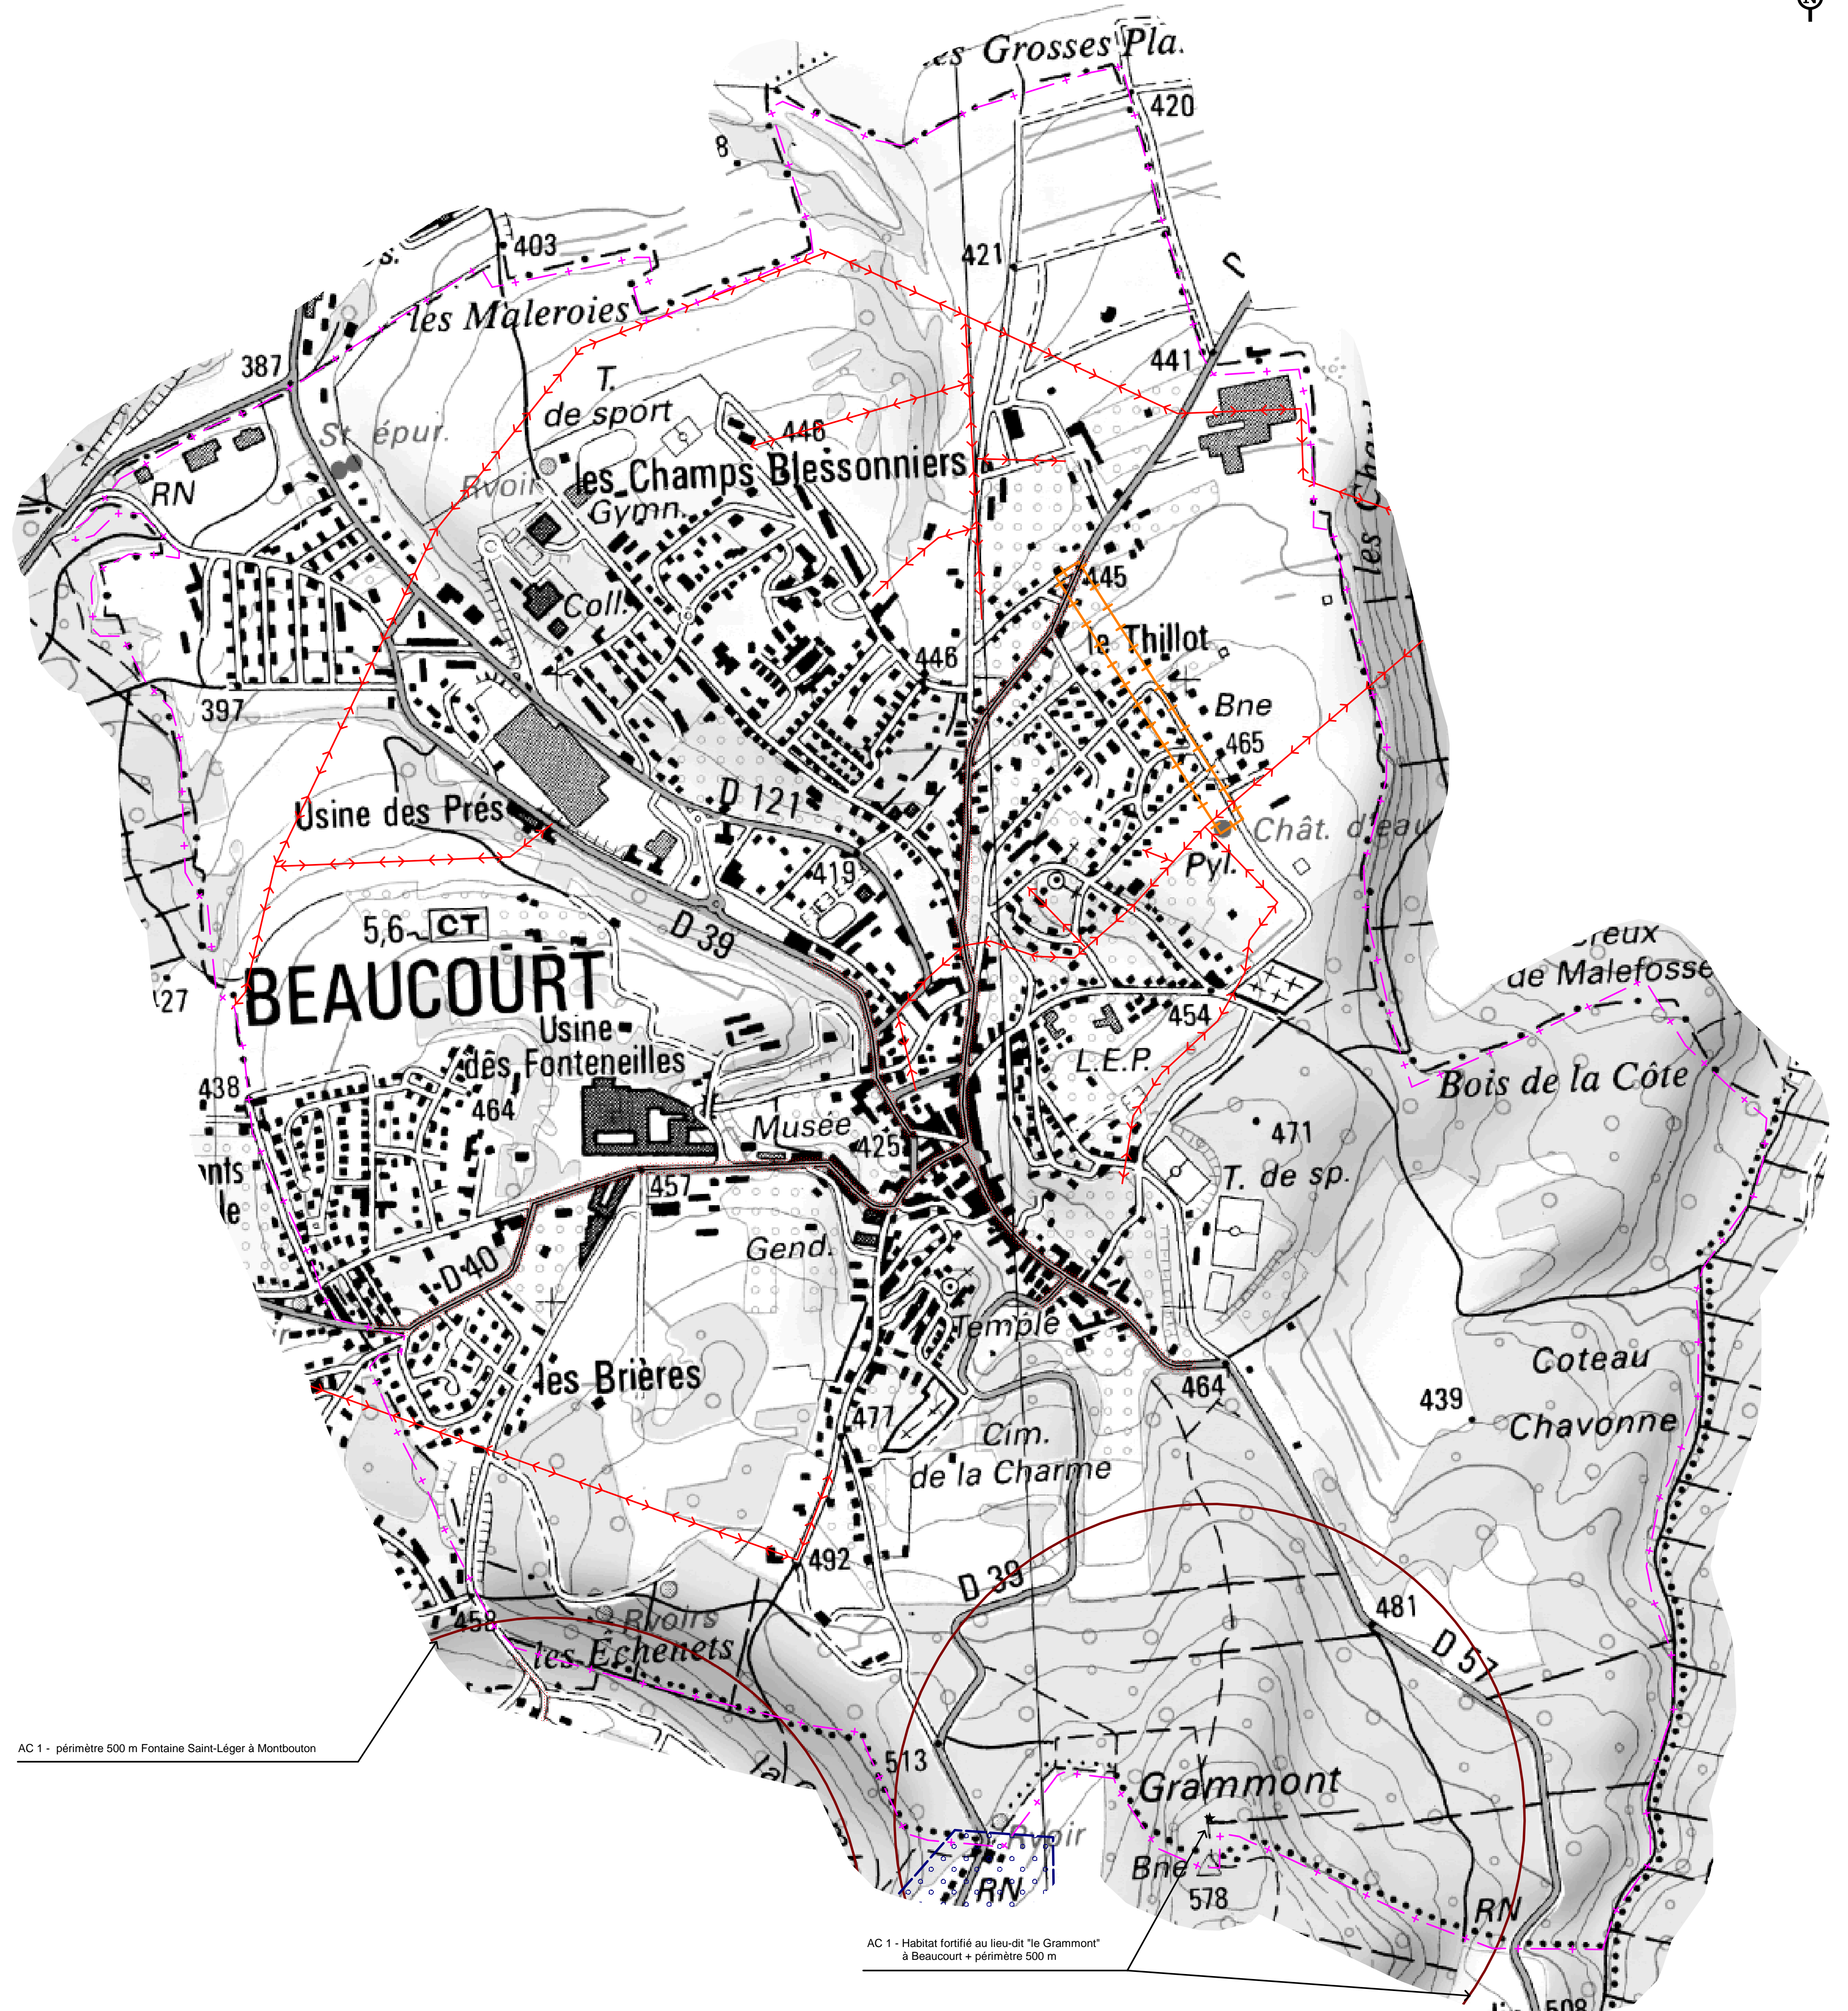 N
Grosses Pla.
420
8
403
421
les Maleroies
387
441
T.
de sport
446
St. épur.
les Champs Blessonniers
Rvoir
RN
Gymn.
les
445
Coll.
le Thillot
446
Bne
397
465
D 121
Usine des Prés
Chât. d'eau
Pyl.
419
5,6
CT
D 39
de Malefosse
BEAUCOURT
27
454
Usine
des Fonteneilles
L.E.P.
Bois de la Côte
438
464
Musée
425
471
T. de sp.
457
Gend.
D 40
Temple
Coteau
les Brières
464
439
Chavonne
477
Cim.
de la Charme
492
D 39
481
458
Rvoirs
les Échenets
D 57
AC 1 - périmètre 500 m Fontaine Saint-Léger à Montbouton
513
Grammont
Rvoir
Bne
RN
578
RN
AC 1 - Habitat fortifié au lieu-dit "le Grammont"
à Beaucourt + périmètre 500 m
508